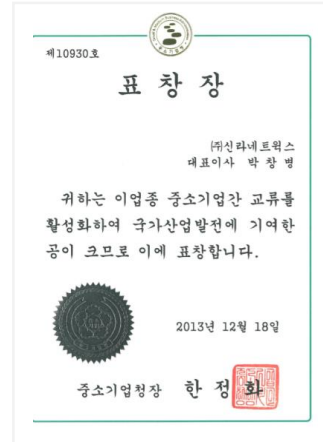 제10930호
표 창 장
㈜신라네트웍스
대표이사 박 창 병
귀하는 이업종 중소기업간 교류를
활성화하여 국가산업발전에 기여한
공이 크므로 이에 표창합니다.
2013년 12월 18일
중소기업청장 한 정 화